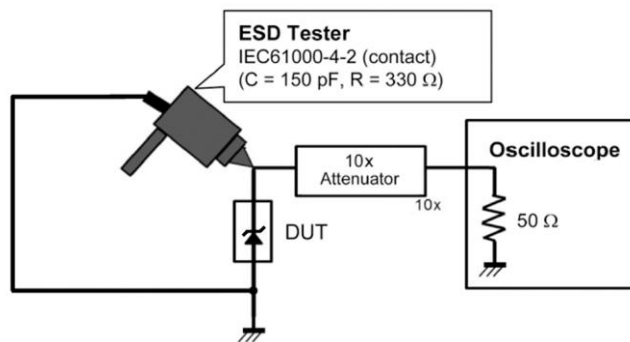 ESD Tester
IEC61000-4-2 (contact)
(C = 150 pF, R = 330 Ω)
Oscilloscope
10x
Attenuator
10x
50 Ω
DUT